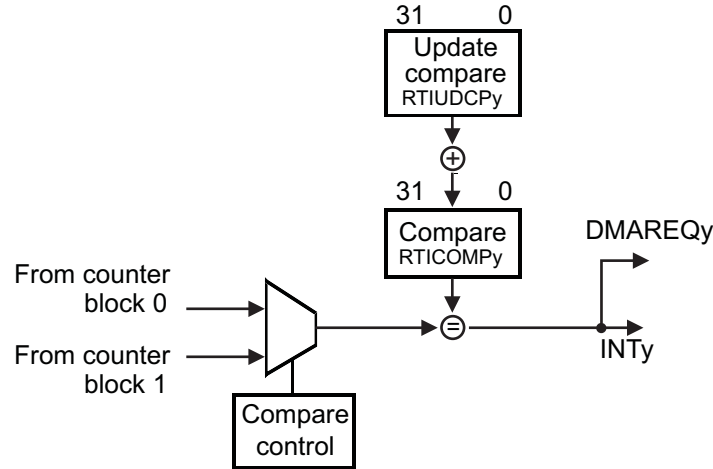 31 0
Update
compare
RTIUDCPy
+
31 0
Compare
RTICOMPy
DMAREQy
From counter
block 0
=
INTy
From counter
block 1
Compare
control